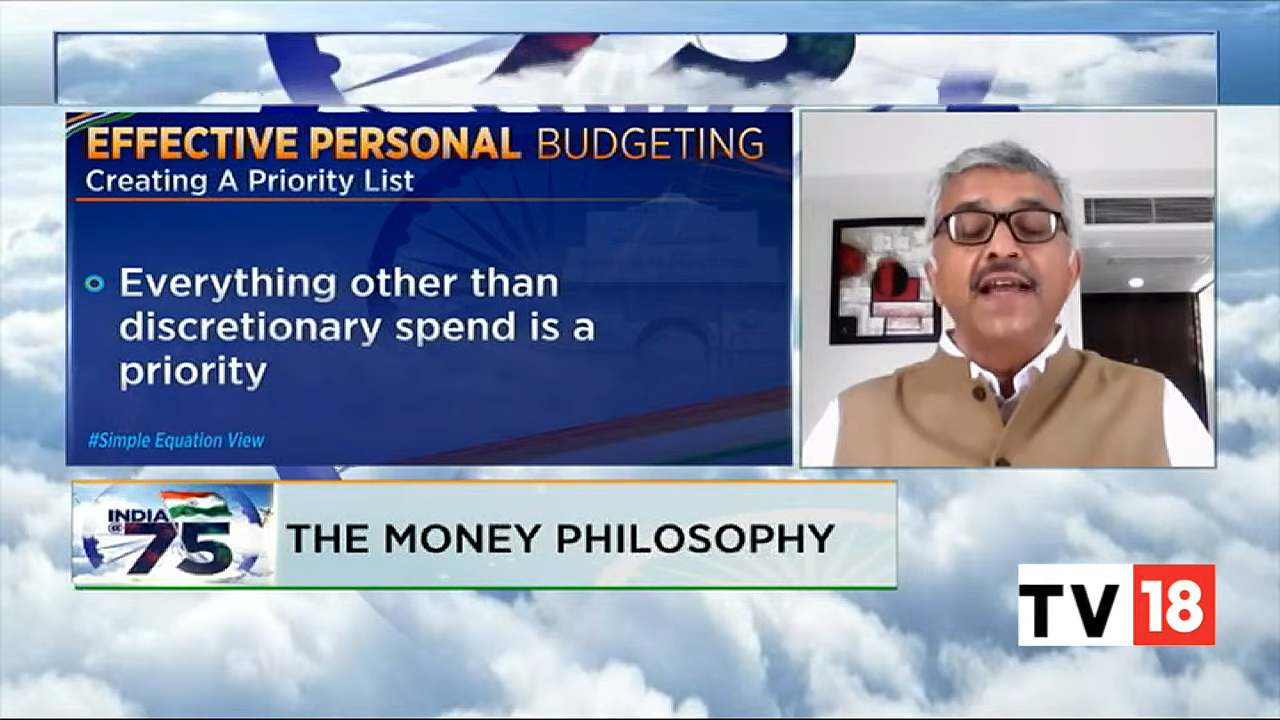 EFFECTIVE PERSONAL BUDGETING
Creating A Priority List
Everything other than
discretionary spend is a
priority
#Simple Equation View
INDIA
@
75
THE MONEY PHILOSOPHY
TV18